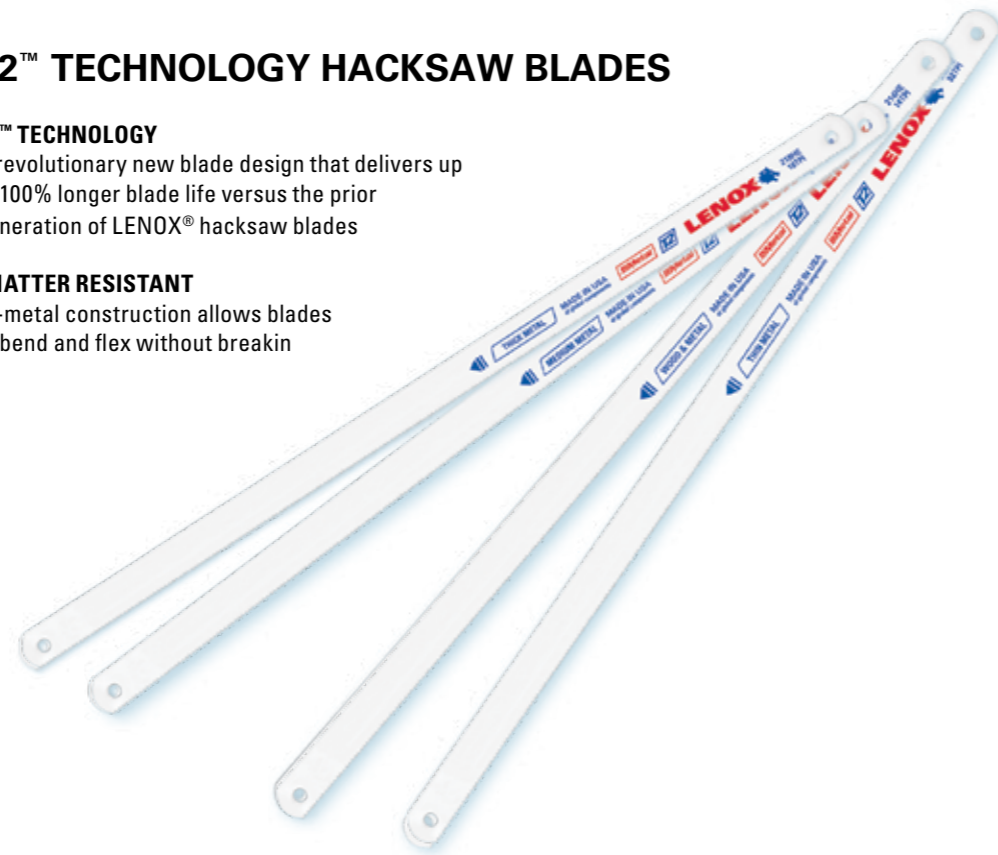 2™ TECHNOLOGY HACKSAW BLADES
™ TECHNOLOGY
revolutionary new blade design that delivers up
100% longer blade life versus the prior
neration of LENOX® hacksaw blades
HATTER RESISTANT
-metal construction allows blades
bend and flex without breakin
LENOX
THICK METAL
MADE IN USA
MEDIUM METAL
MADE IN USA
LENOX
WOOD & METAL
MADE IN USA
THIN METAL
MADE IN USA